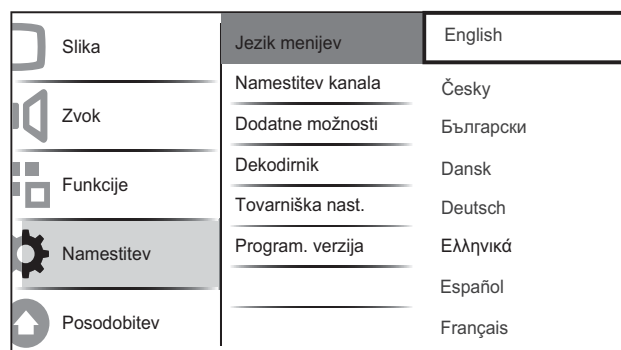 Slika
Zvok
Funkcije
Namestitev
Posodobitev
Jezik menijev
Namestitev kanala
Dodatne možnosti
Dekodirnik
Tovarniška nast.
Program. verzija
English
Česky
Български
Dansk
Deutsch
Ελληνικά
Español
Français